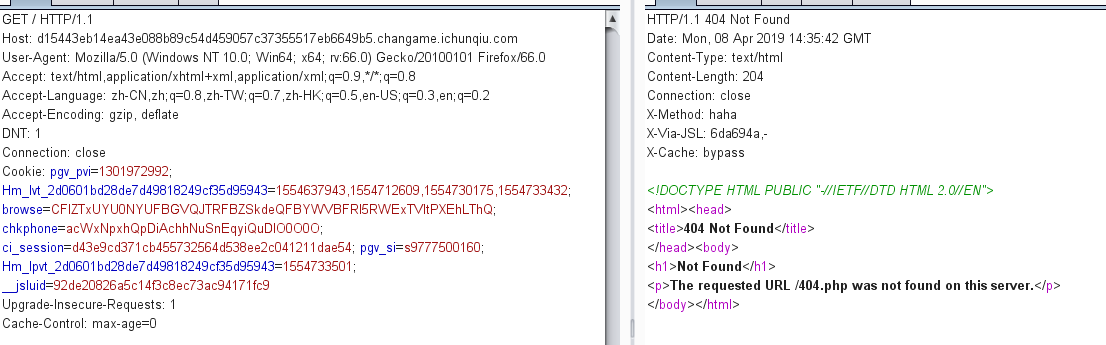 GET / HTTP/1.1
Host: d15443eb14ea43e088b89c54d459057c37355517eb6649b5.changame.ichunqiu.com
User-Agent: Mozilla/5.0 (Windows NT 10.0; Win64; x64; rv:66.0) Gecko/20100101 Firefox/66.0
Accept: text/html,application/xhtml+xml,application/xml;q=0.9,*/*;q=0.8
Accept-Language: zh-CN,zh;q=0.8,zh-TW;q=0.7,zh-HK;q=0.5,en-US;q=0.3,en;q=0.2
Accept-Encoding: gzip, deflate
DNT: 1
Connection: close
Cookie: pgv_pvi=1301972992;
Hm_lvt_2d0601bd28de7d49818249cf35d95943=1554637943,1554712609,1554730175,1554733432;
browse=CFlZTxUYU0NYUFBGVQJTRFBZSkdeQFBYWVBFRl5RWExTVltPXEhLThQ;
chkphone=acWxNpxhQpDiAchhNuSnEqyiQuDIO0O0O;
ci_session=d43e9cd371cb455732564d538ee2c041211dae54; pgv_si=s9777500160;
Hm_lpvt_2d0601bd28de7d49818249cf35d95943=1554733501;
__jsluid=92de20826a5c14f3c8ec73ac94171fc9
Upgrade-Insecure-Requests: 1
Cache-Control: max-age=0
HTTP/1.1 404 Not Found
Date: Mon, 08 Apr 2019 14:35:42 GMT
Content-Type: text/html
Content-Length: 204
Connection: close
X-Method: haha
X-Via-JSL: 6da694a,-
X-Cache: bypass
<!DOCTYPE HTML PUBLIC "-//IETF//DTD HTML 2.0//EN">
<html><head>
<title>404 Not Found</title>
</head><body>
<h1>Not Found</h1>
<p>The requested URL /404.php was not found on this server.</p>
</body></html>